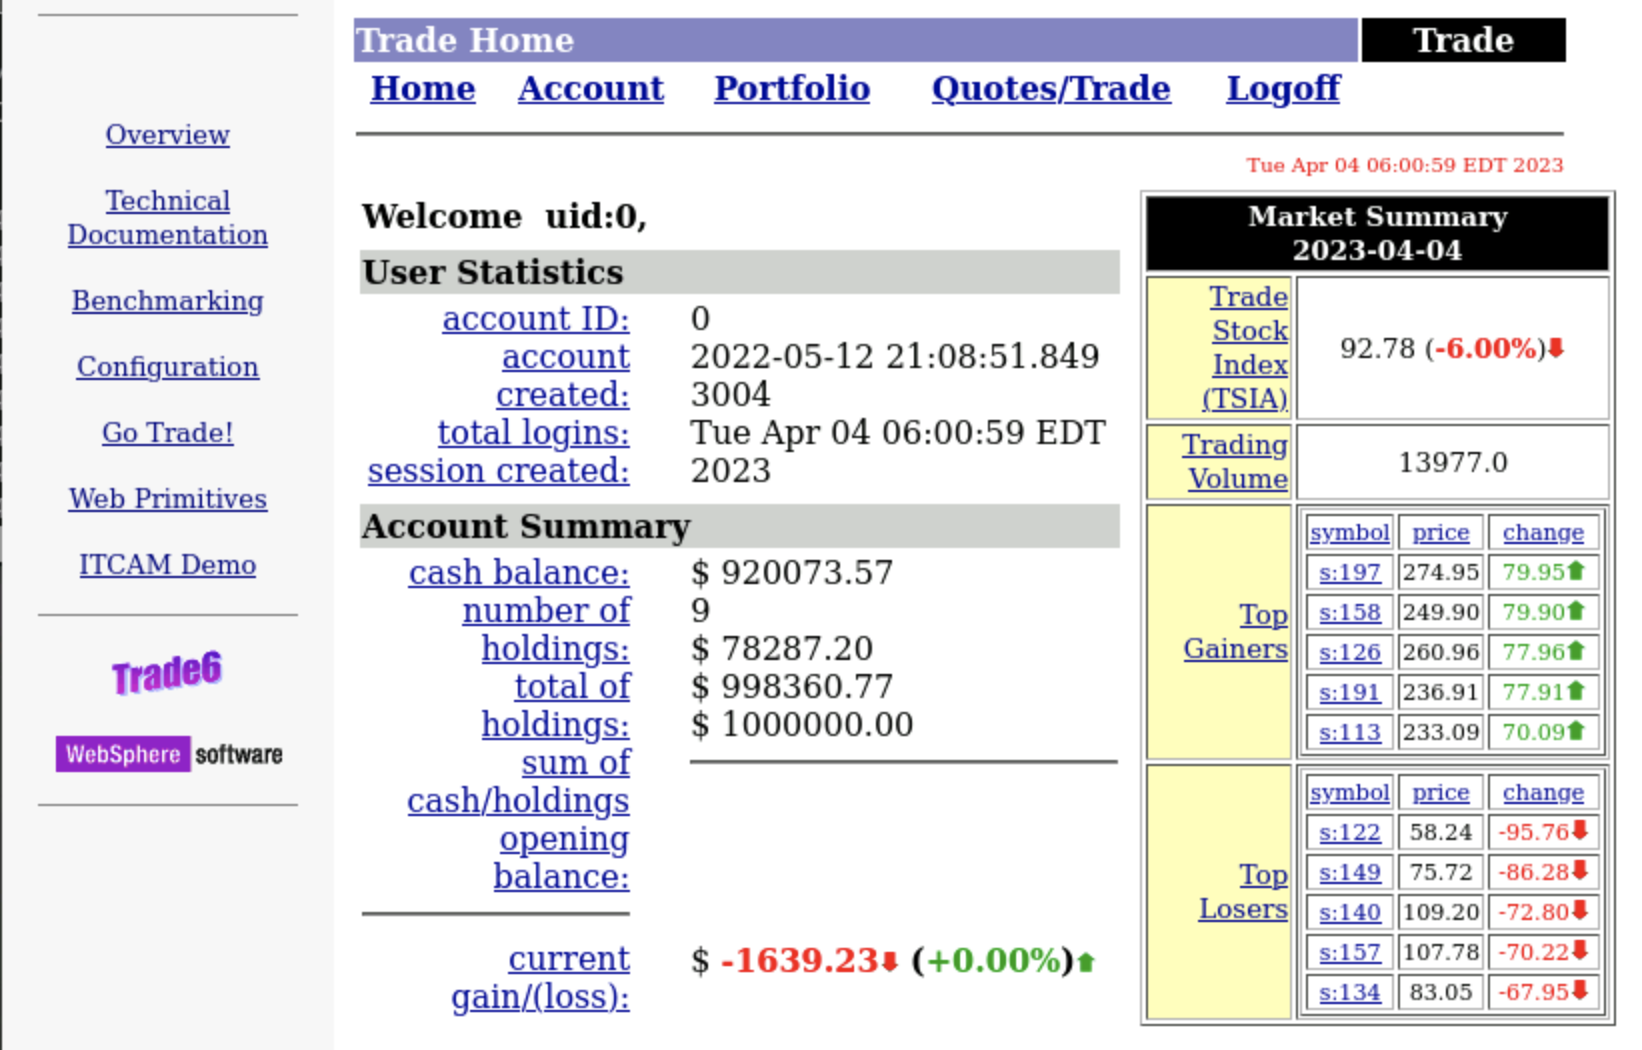 Trade Home
Trade
Home Account Portfolio Quotes/Trade Logoff
Overview
Technical
Documentation
Benchmarking
Configuration
Go Trade!
Web Primitives
ITCAM Demo
Trade6
WebSphere software
Tue Apr 04 06:00:59 EDT 2023
Welcome uid:0,
User Statistics
account ID: 0
account 2022-05-12 21:08:51.849
created: 3004
total logins: Tue Apr 04 06:00:59 EDT
session created: 2023
Account Summary
cash balance: $ 920073.57
number of 9
holdings: $ 78287.20
total of $ 998360.77
holdings: $ 1000000.00
sum of
cash/holdings
opening
balance:
current $ -1639.23 (+0.00%)
gain/(loss):
Market Summary
2023-04-04
Trade
Stock
Index
(TSIA)
92.78 (-6.00%)
Trading
Volume
13977.0
Top
Gainers
symbol price change
s:197 274.95 79.95
s:158 249.90 79.90
s:126 260.96 77.96
s:191 236.91 77.91
s:113 233.09 70.09
Top
Losers
symbol price change
s:122 58.24 -95.76
s:149 75.72 -86.28
s:140 109.20 -72.80
s:157 107.78 -70.22
s:134 83.05 -67.95